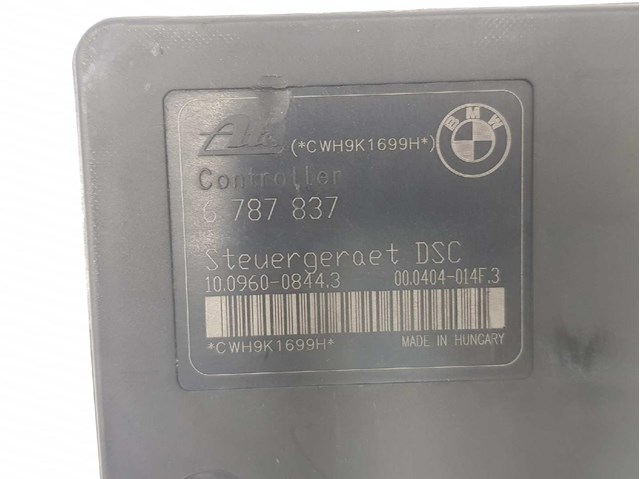 Ate (*CWH9K1699H*) BMW
Controller
6 787 837
Steuergeraet DSC
10.0960-0844.3 00.0404-014F.3
*CWH9K1699H* MADE IN HUNGARY